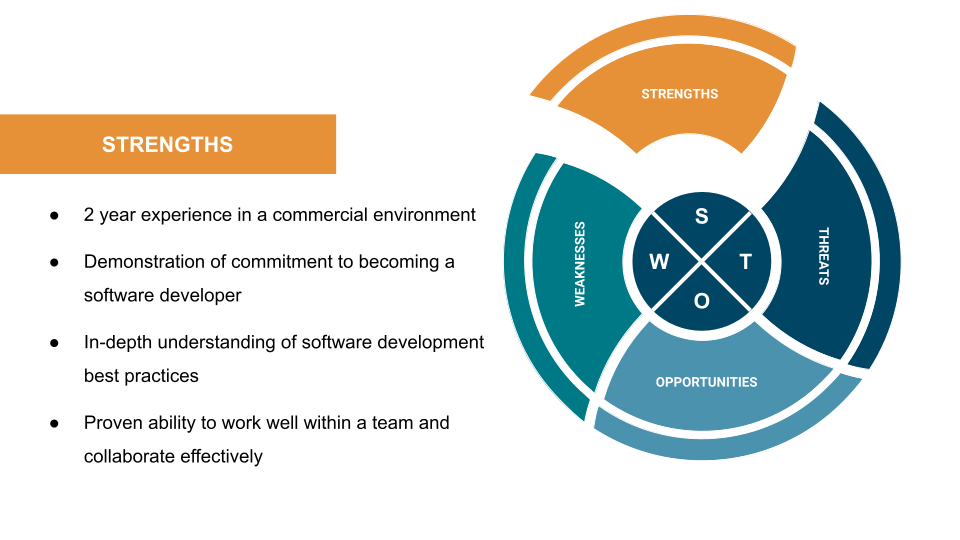 STRENGTHS
● 2 year experience in a commercial environment
● Demonstration of commitment to becoming a
software developer
● In-depth understanding of software development
best practices
● Proven ability to work well within a team and
collaborate effectively
STRENGTHS
WEAKNESSES
THREATS
OPPORTUNITIES
S
W T
O